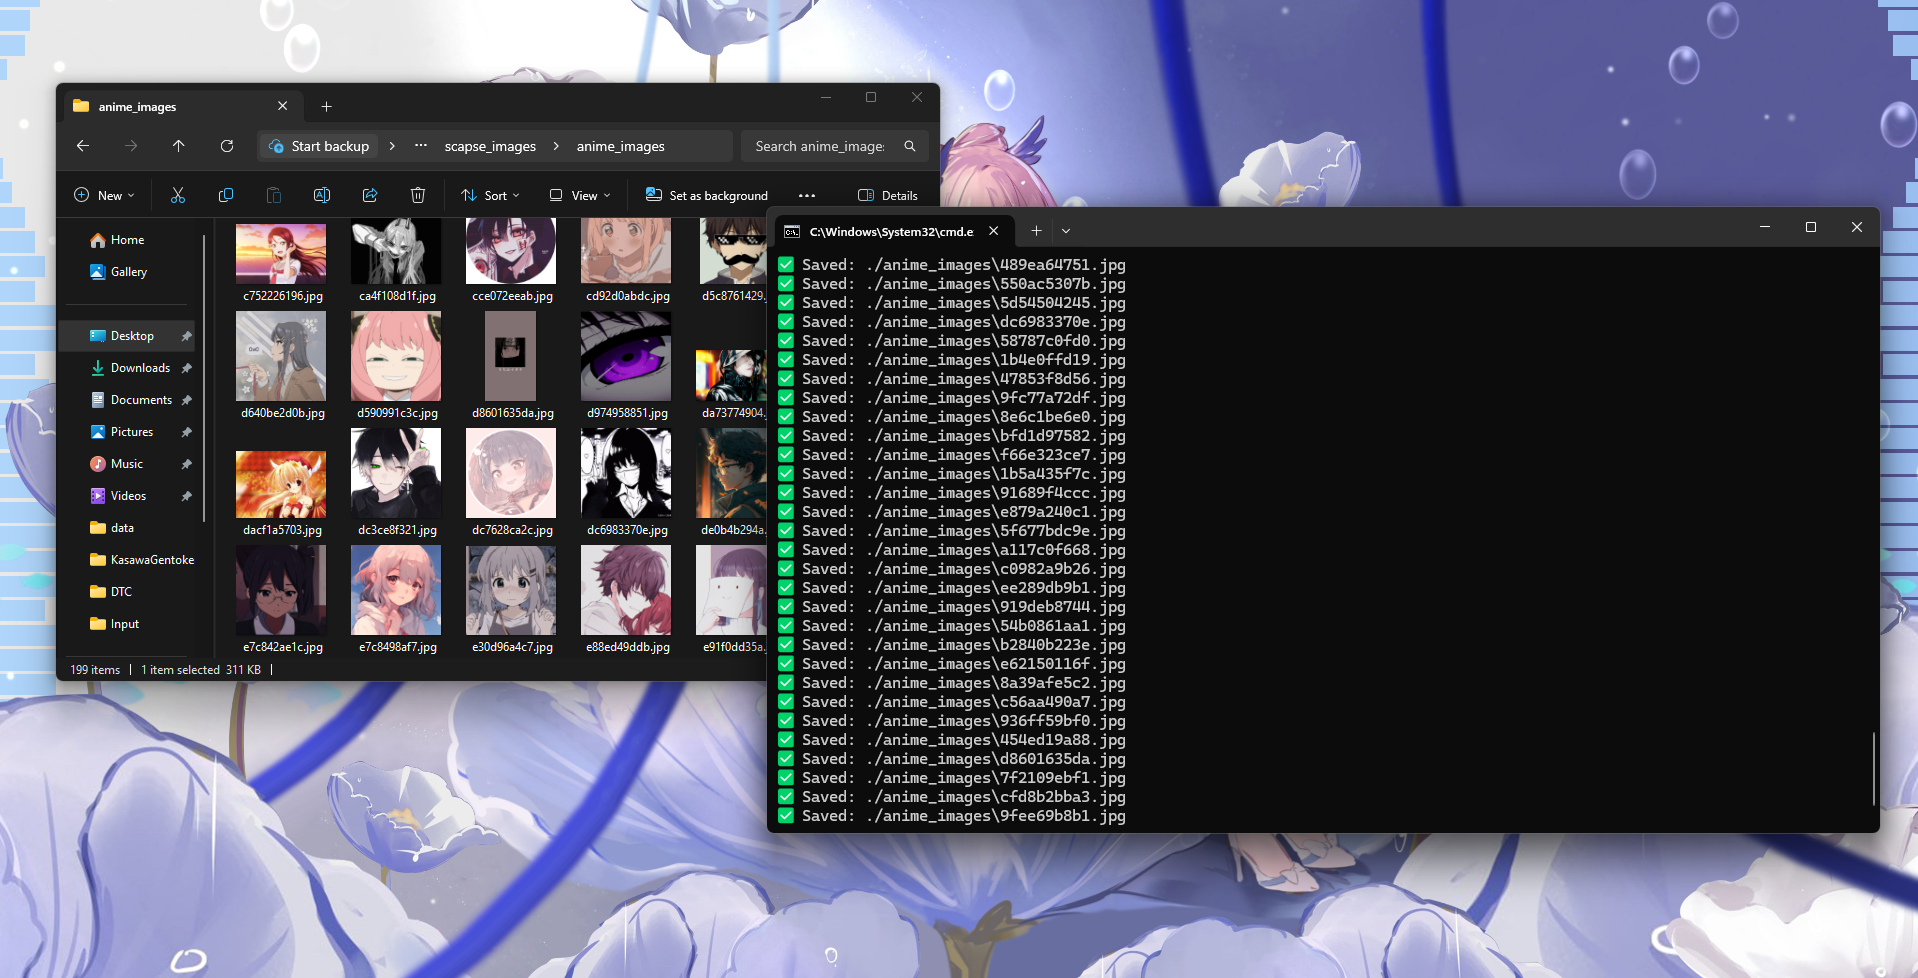 anime_images
Start backup
scapse_images
anime_images
Search anime_image
New
Sort
View
Set as background
Details
Home
Gallery
Desktop
Downloads
Documents
Pictures
Music
Videos
data
KasawaGentoke
DTC
Input
c752226196.jpg
ca4f108d1f.jpg
cce072eeab.jpg
cd92d0abdc.jpg
d5c8761429.
d640be2d0b.jpg
d590991c3c.jpg
d8601635da.jpg
d974958851.jpg
da73774904.
dacf1a5703.jpg
dc3ce8f321.jpg
dc7628ca2c.jpg
dc6983370e.jpg
de0b4b294a.
e7c842ae1c.jpg
e7c8498af7.jpg
e30d96a4c7.jpg
e88ed49ddb.jpg
e91f0dd35a.
199 items
1 item selected 311 KB
C:\Windows\System32\cmd.e
Saved: ./anime_images\489ea64751.jpg
Saved: ./anime_images\550ac5307b.jpg
Saved: ./anime_images\5d54504245.jpg
Saved: ./anime_images\dc6983370e.jpg
Saved: ./anime_images\58787c0fd0.jpg
Saved: ./anime_images\1b4e0ffd19.jpg
Saved: ./anime_images\47853f8d56.jpg
Saved: ./anime_images\9fc77a72df.jpg
Saved: ./anime_images\8e6c1be6e0.jpg
Saved: ./anime_images\bfd1d97582.jpg
Saved: ./anime_images\f66e323ce7.jpg
Saved: ./anime_images\1b5a435f7c.jpg
Saved: ./anime_images\91689f4ccc.jpg
Saved: ./anime_images\e879a240c1.jpg
Saved: ./anime_images\5f677bdc9e.jpg
Saved: ./anime_images\a117c0f668.jpg
Saved: ./anime_images\c0982a9b26.jpg
Saved: ./anime_images\ee289db9b1.jpg
Saved: ./anime_images\919deb8744.jpg
Saved: ./anime_images\54b0861aa1.jpg
Saved: ./anime_images\b2840b223e.jpg
Saved: ./anime_images\e62150116f.jpg
Saved: ./anime_images\8a39afe5c2.jpg
Saved: ./anime_images\c56aa490a7.jpg
Saved: ./anime_images\936ff59bf0.jpg
Saved: ./anime_images\454ed19a88.jpg
Saved: ./anime_images\d8601635da.jpg
Saved: ./anime_images\7f2109ebf1.jpg
Saved: ./anime_images\cfd8b2bba3.jpg
Saved: ./anime_images\9fee69b8b1.jpg